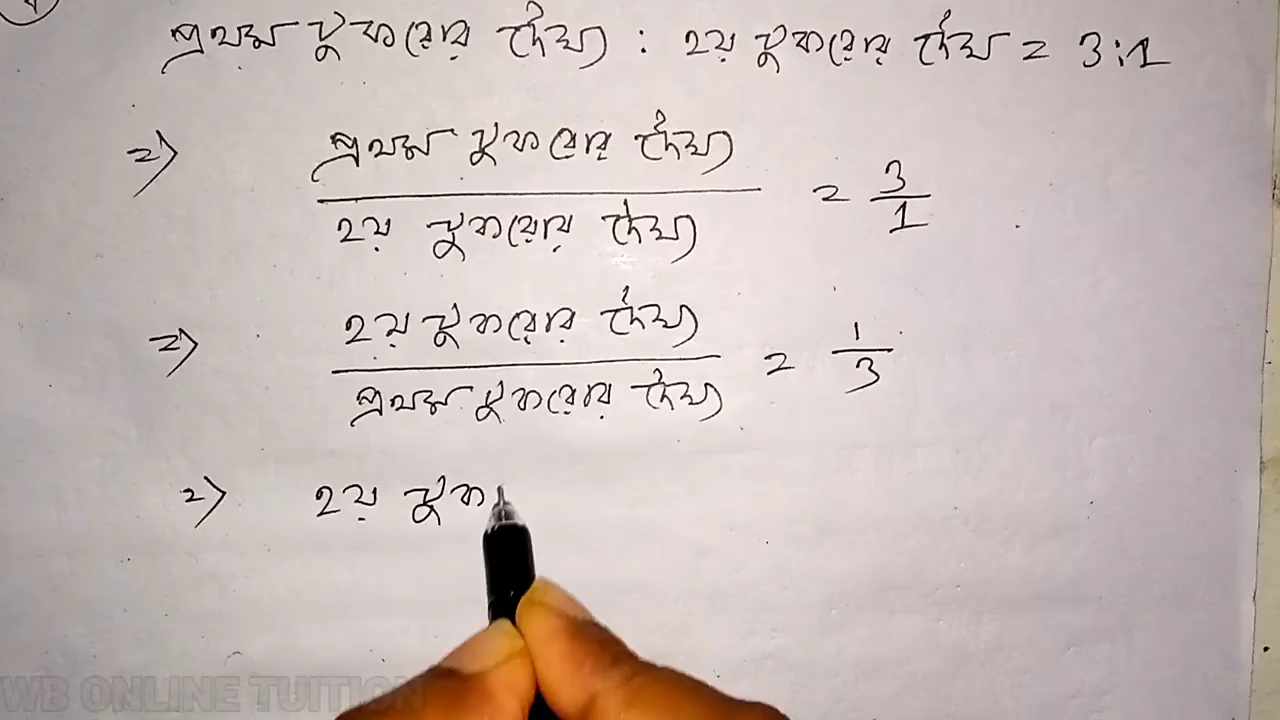 প্রথম টুকরোর দৈর্ঘ্য : ২য় টুকরোর দৈর্ঘ্য = 3:1
=> প্রথম টুকরোর দৈর্ঘ্য / ২য় টুকরোর দৈর্ঘ্য = 3/1
=> ২য় টুকরোর দৈর্ঘ্য / প্রথম টুকরোর দৈর্ঘ্য = 1/3
=> ২য় টুক
WB ONLINE TUITION